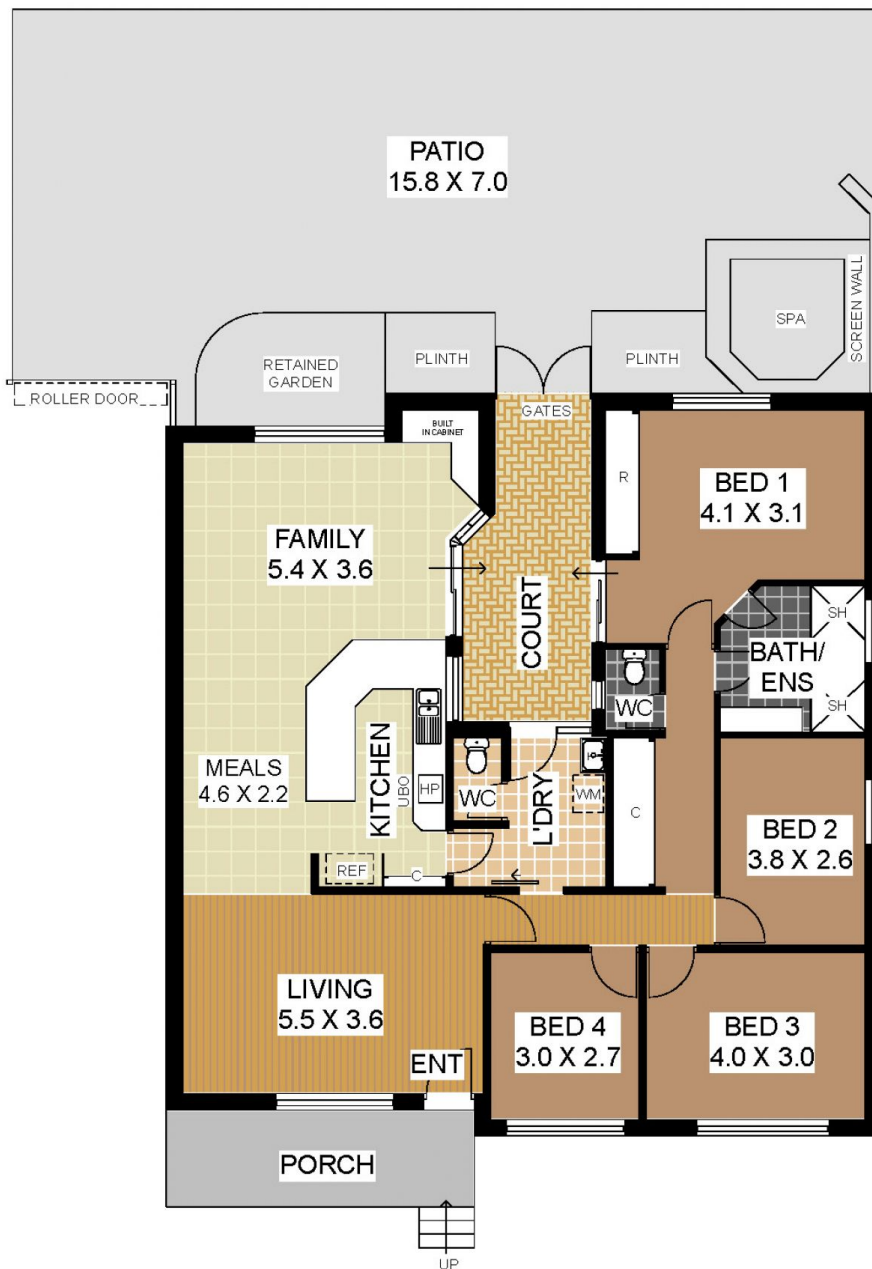 PATIO
15.8 X 7.0
SCREEN WALL
SPA
PLINTH
PLINTH
RETAINED
GARDEN
ROLLER DOOR
GATES
BUILT
IN CABINET
R
BED 1
4.1 X 3.1
FAMILY
5.4 X 3.6
COURT
SH
BATH/
ENS
SH
WC
MEALS
4.6 X 2.2
KITCHEN
UBO
HP
WC
L'DRY
WM
C
BED 2
3.8 X 2.6
REF
C
LIVING
5.5 X 3.6
BED 4
3.0 X 2.7
BED 3
4.0 X 3.0
ENT
PORCH
UP